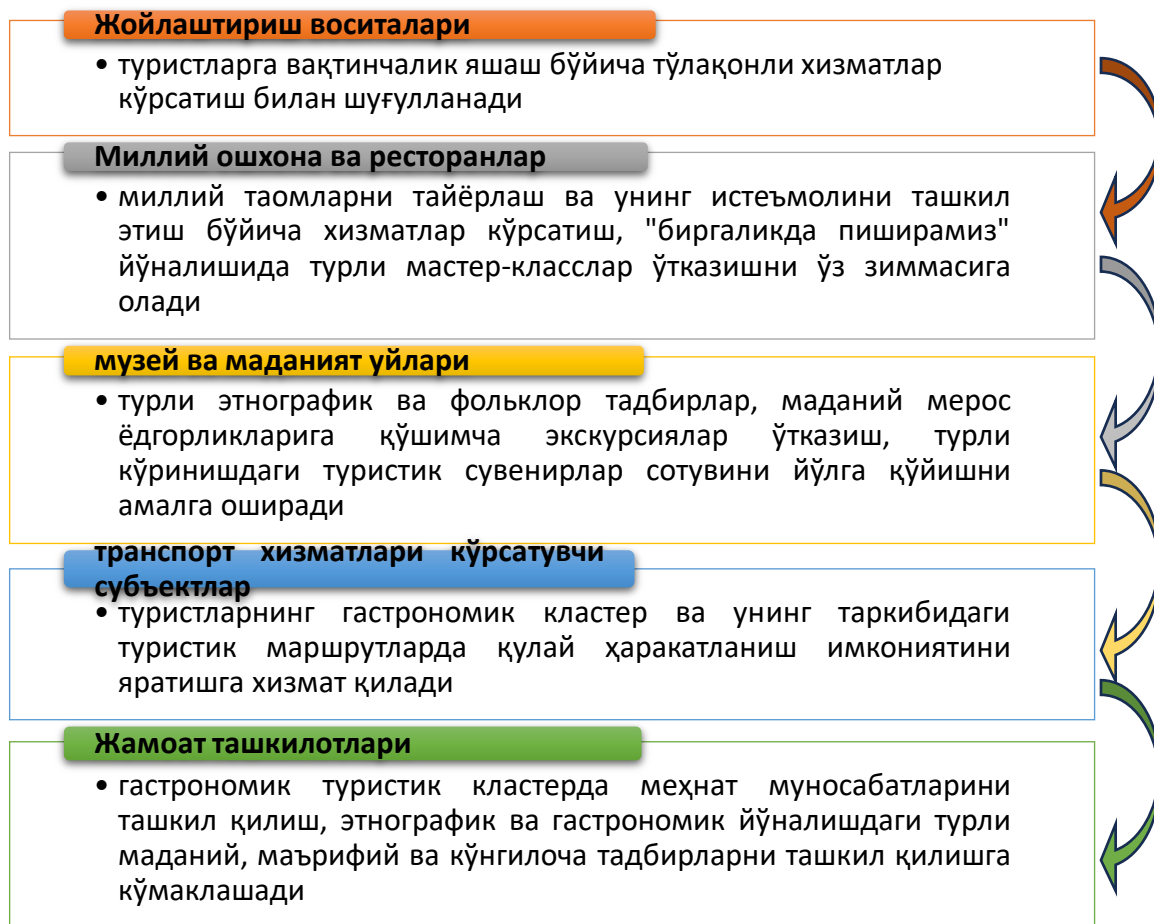 Жойлаштириш воситалари
• туристларга вақтинчалик яшаш бўйича тўлақонли хизматлар
кўрсатиш билан шуғулланади
Миллий ошхона ва ресторанлар
• миллий таомларни тайёрлаш ва унинг истеъмолини ташкил
этиш бўйича хизматлар кўрсатиш, "биргаликда пиширамиз"
йўналишида турли мастер-класслар ўтказишни ўз зиммасига
олади
музей ва маданият уйлари
• турли этнографик ва фольклор тадбирлар, маданий мерос
ёдгорликларига қўшимча экскурсиялар ўтказиш, турли
кўринишдаги туристик сувенирлар сотувини йўлга қўйишни
амалга оширади
транспорт хизматлари кўрсатувчи
субъектлар
• туристларнинг гастрономик кластер ва унинг таркибидаги
туристик маршрутларда қулай ҳаракатланиш имкониятини
яратишга хизмат қилади
Жамоат ташкилотлари
• гастрономик туристик кластерда меҳнат муносабатларини
ташкил қилиш, этнографик ва гастрономик йўналишдаги турли
маданий, маърифий ва кўнгилоча тадбирларни ташкил қилишга
кўмаклашади